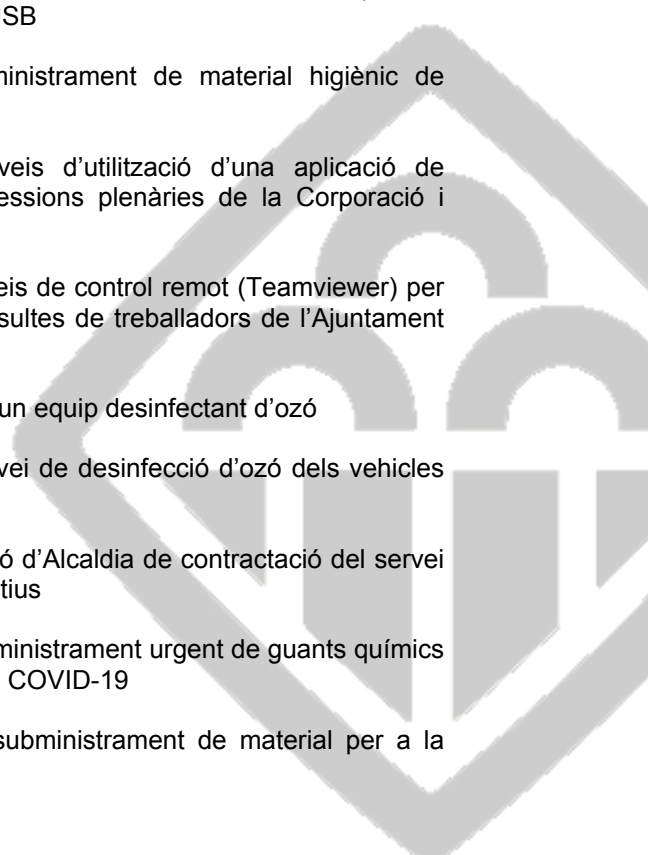 USB
ministrament de material higiènic de
veis d'utilització d'una aplicació de
essions plenàries de la Corporació i
eis de control remot (Teamviewer) per
sultes de treballadors de l'Ajuntament
un equip desinfectant d'ozó
vei de desinfecció d'ozó dels vehicles
ó d'Alcaldia de contractació del servei
tius
ministrament urgent de guants químics
COVID-19
subministrament de material per a la